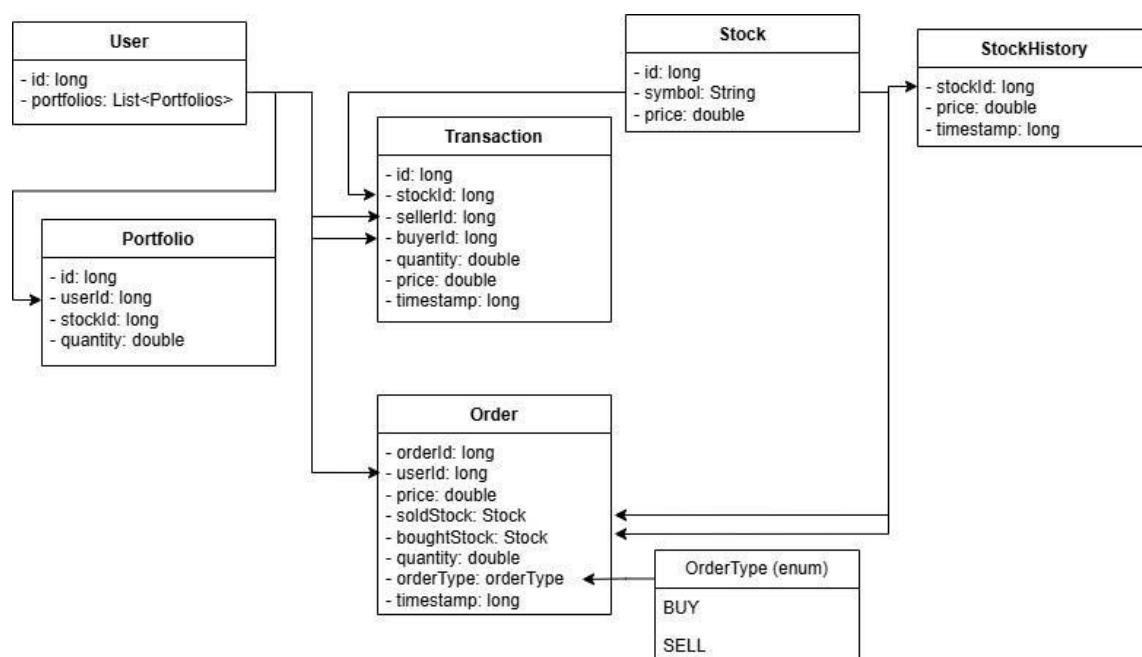 User
- id: long
- portfolios: List<Portfolios>
Stock
- id: long
- symbol: String
- price: double
StockHistory
- stockId: long
- price: double
- timestamp: long
Transaction
- id: long
- stockId: long
- sellerId: long
- buyerId: long
- quantity: double
- price: double
- timestamp: long
Portfolio
- id: long
- userId: long
- stockId: long
- quantity: double
Order
- orderId: long
- userId: long
- price: double
- soldStock: Stock
- boughtStock: Stock
- quantity: double
- orderType: orderType
- timestamp: long
OrderType (enum)
BUY
SELL